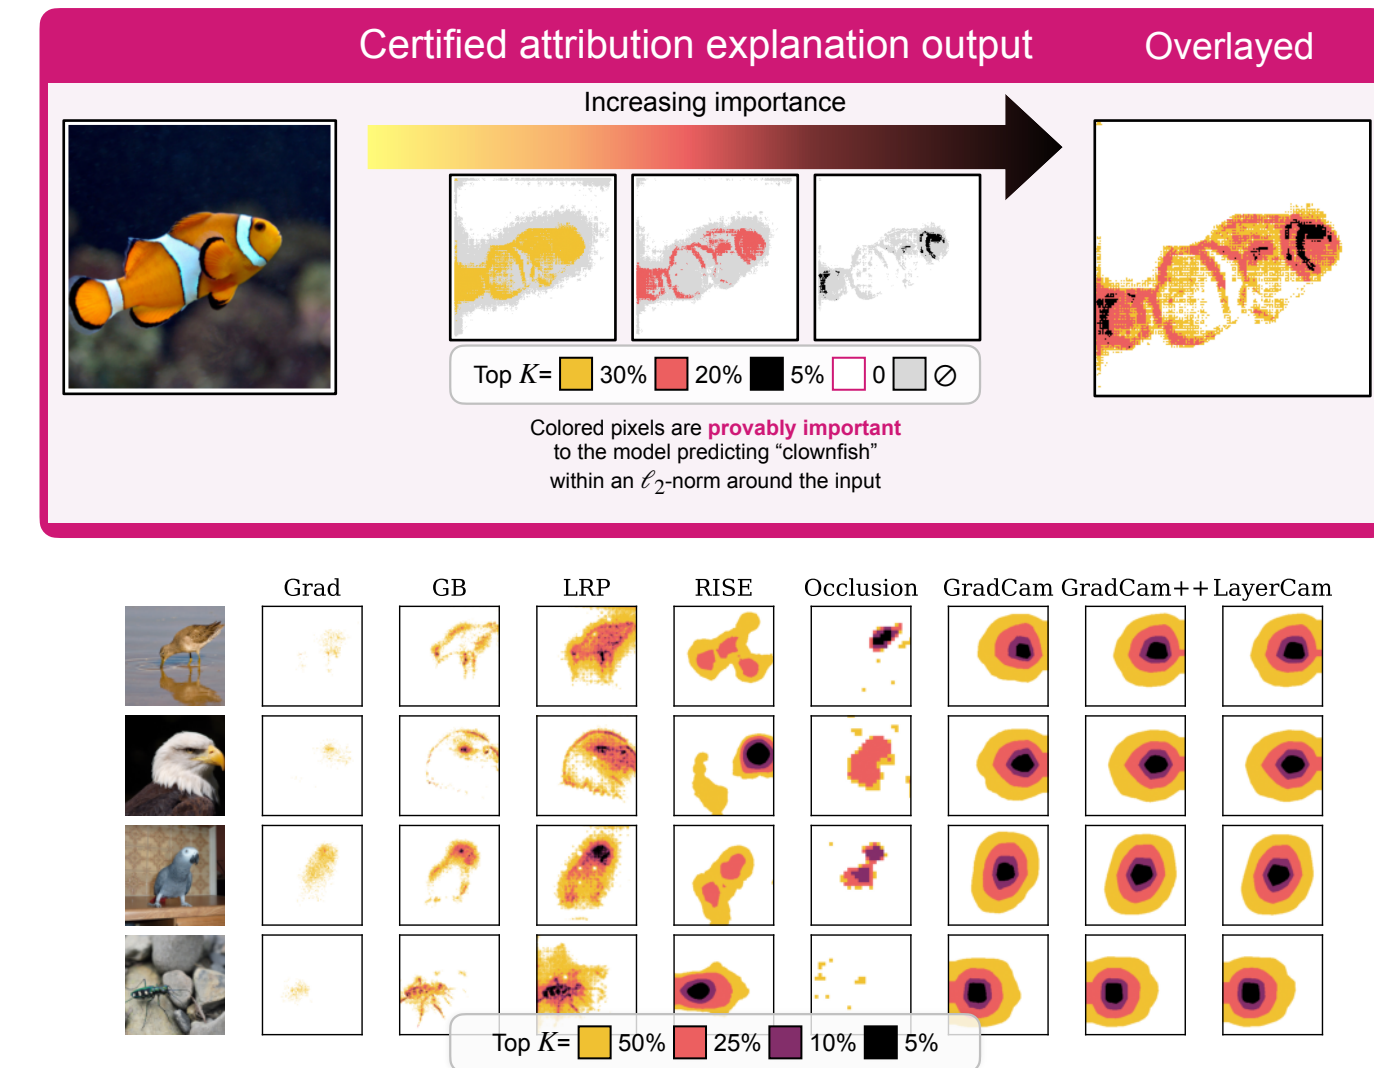 Certified attribution explanation output
Overlayed
Increasing importance
Top K= 30% 20% 5% 0 ∅
Colored pixels are provably important
to the model predicting “clownfish”
within an ℓ2-norm around the input
Grad GB LRP RISE Occlusion GradCam GradCam++ LayerCam
Top K= 50% 25% 10% 5%